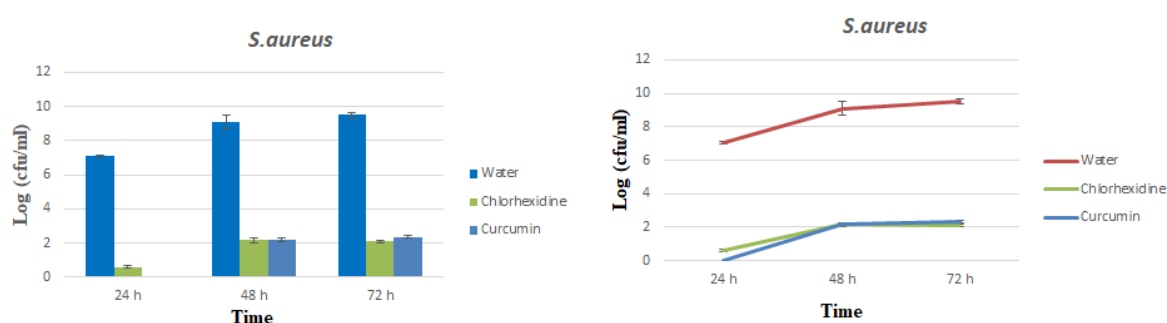 S.aureus
Log (cfu/ml)
12
10
8
6
4
2
0
24 h 48 h 72 h
Time
Water
Chlorhexidine
Curcumin
S.aureus
Log (cfu/ml)
12
10
8
6
4
2
0
24 h 48 h 72 h
Time
Water
Chlorhexidine
Curcumin